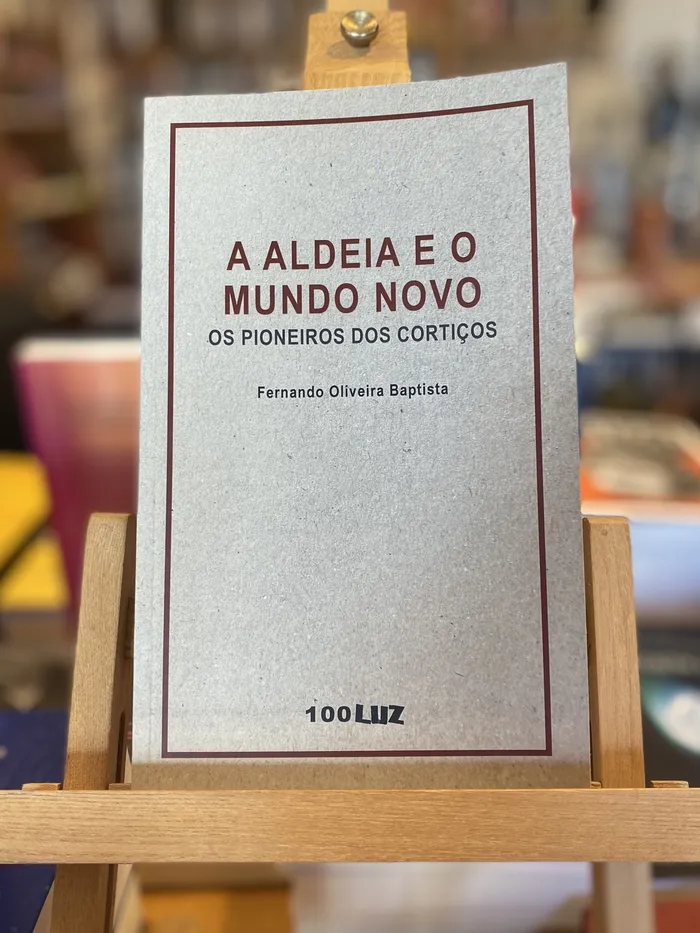 A ALDEIA E O
MUNDO NOVO
OS PIONEIROS DOS CORTIÇOS
Fernando Oliveira Baptista
100LUZ